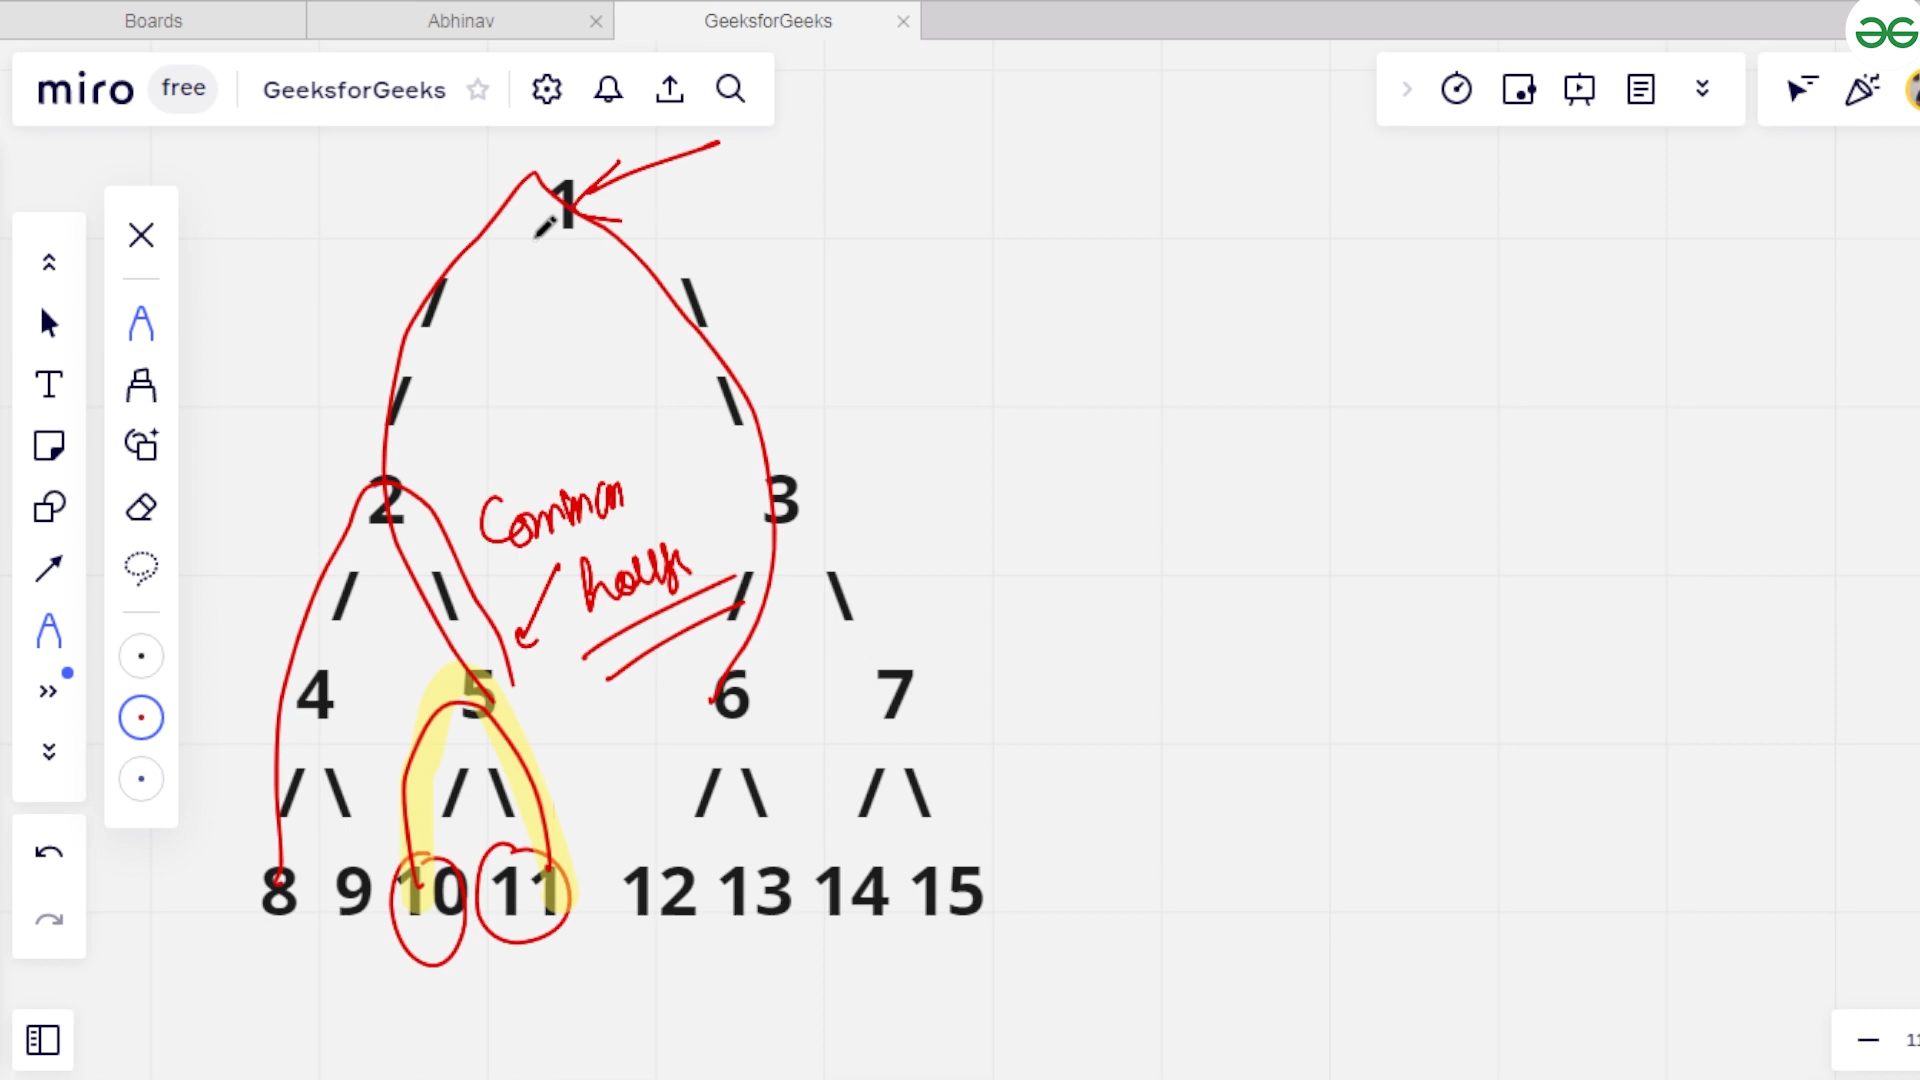 Boards
Abhinav
GeeksforGeeks
miro
free
GeeksforGeeks
1
/ \
/ \
2 3
Common
/ \ / \
4 5 6 7
/ \ / \ / \ / \
8 9 10 11 12 13 14 15